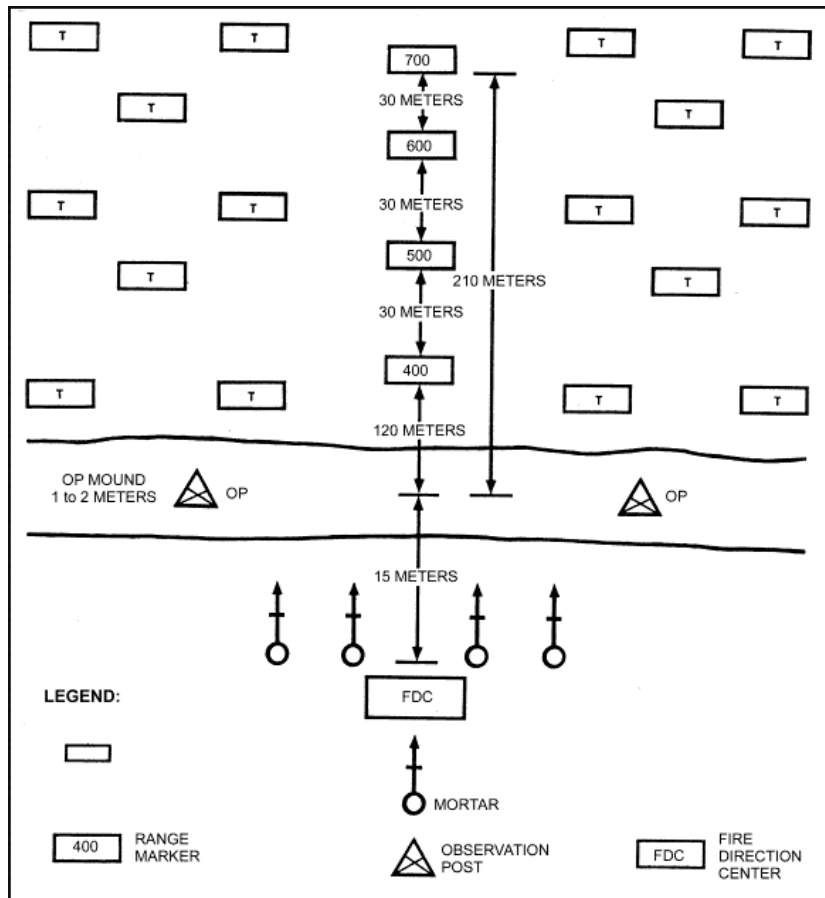 T T 700 T T
30 METERS
T T
600
T T 30 METERS T T
500
T 210 METERS T
30 METERS
400
T T T T
120 METERS
OP MOUND
1 to 2 METERS
OP OP
15 METERS
LEGEND:
FDC
MORTAR
400 RANGE
MARKER
OBSERVATION
POST
FDC FIRE
DIRECTION
CENTER